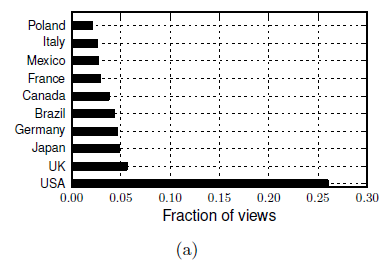 Poland
Italy
Mexico
France
Canada
Brazil
Germany
Japan
UK
USA
0.00 0.05 0.10 0.15 0.20 0.25 0.30
Fraction of views
(a)